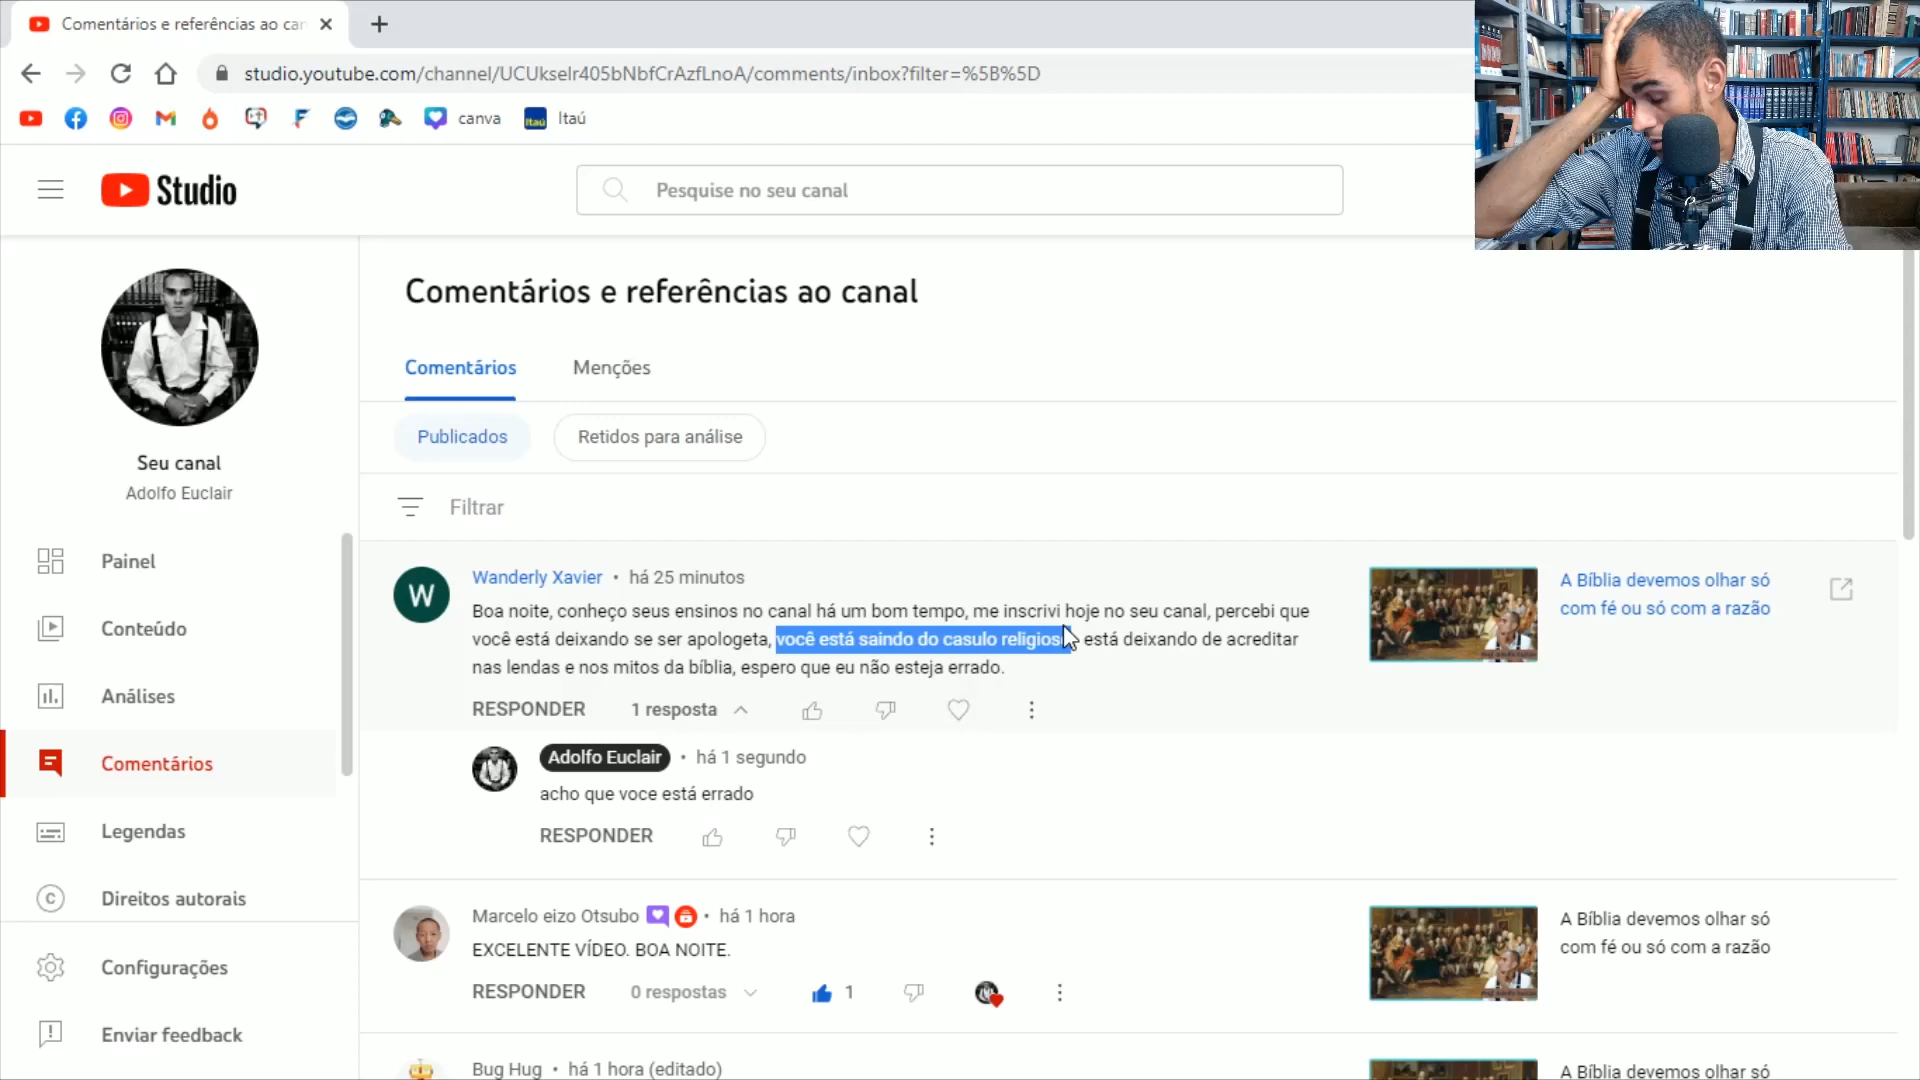 Comentários e referências ao can
studio.youtube.com/channel/UCUkseIr405bNbfCrAzfLnoA/comments/inbox?filter=%5B%5D
canva
Itaú
Itaú
Studio
Pesquise no seu canal
Seu canal
Adolfo Euclair
Painel
Conteúdo
Análises
Comentários
Legendas
Direitos autorais
Configurações
Enviar feedback
Comentários e referências ao canal
Comentários
Menções
Publicados
Retidos para análise
Filtrar
W
Wanderly Xavier • há 25 minutos
Boa noite, conheço seus ensinos no canal há um bom tempo, me inscrivi hoje no seu canal, percebi que
você está deixando se ser apologeta, você está saindo do casulo religios está deixando de acreditar
nas lendas e nos mitos da bíblia, espero que eu não esteja errado.
RESPONDER 1 resposta
A Bíblia devemos olhar só
com fé ou só com a razão
Adolfo Euclair • há 1 segundo
acho que voce está errado
RESPONDER
Marcelo eizo Otsubo • há 1 hora
EXCELENTE VÍDEO. BOA NOITE.
RESPONDER 0 respostas 1
A Bíblia devemos olhar só
com fé ou só com a razão
Bug Hug • há 1 hora (editado)
A Bíblia devemos olhar só